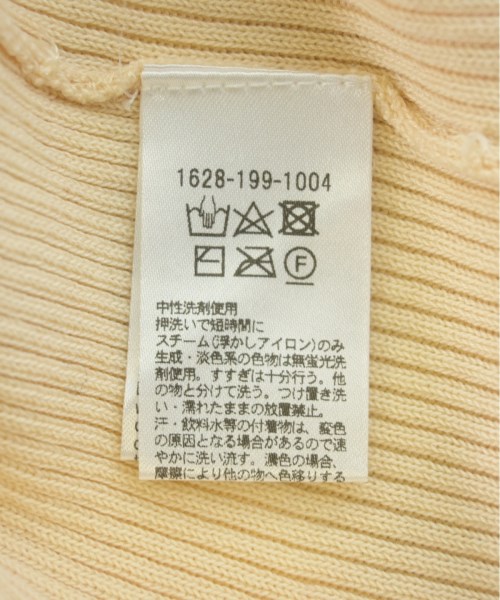 1628-199-1004
F
中性洗剤使用
押洗いで短時間に
スチーム(浮かしアイロン)のみ
生成・淡色系の色物は無蛍光洗
剤使用。すすぎは十分行う。他
の物と分けて洗う。つけ置き洗
い・濡れたままの放置禁止。
汗・飲料水等の付着物は、変色
の原因となる場合があるので速
やかに洗い流す。濃色の場合、
摩擦により他の物へ色移りする